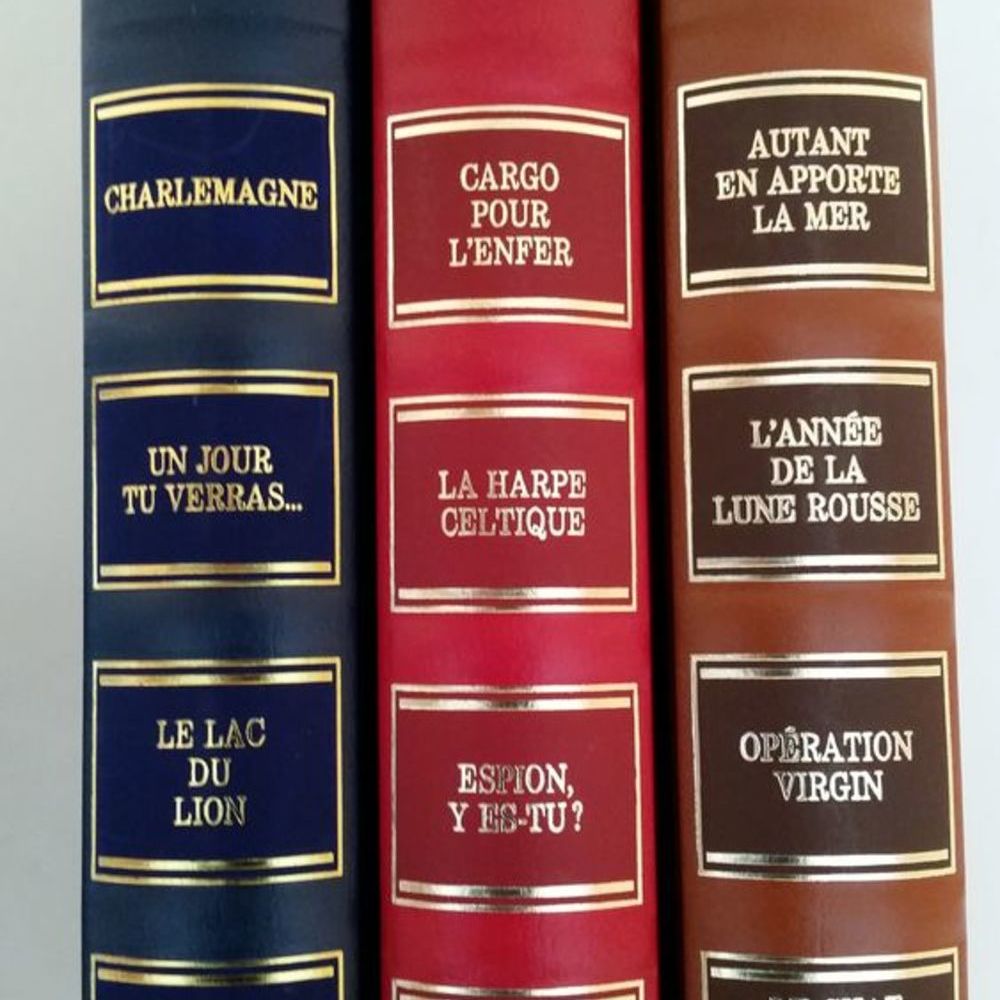 CHARLEMAGNE
UN JOUR
TU VERRAS...
LE LAC
DU
LION
CARGO
POUR
L'ENFER
LA HARPE
CELTIQUE
ESPION,
Y ES-TU?
AUTANT
EN APPORTE
LA MER
L'ANNÉE
DE LA
LUNE ROUSSE
OPÉRATION
VIRGIN